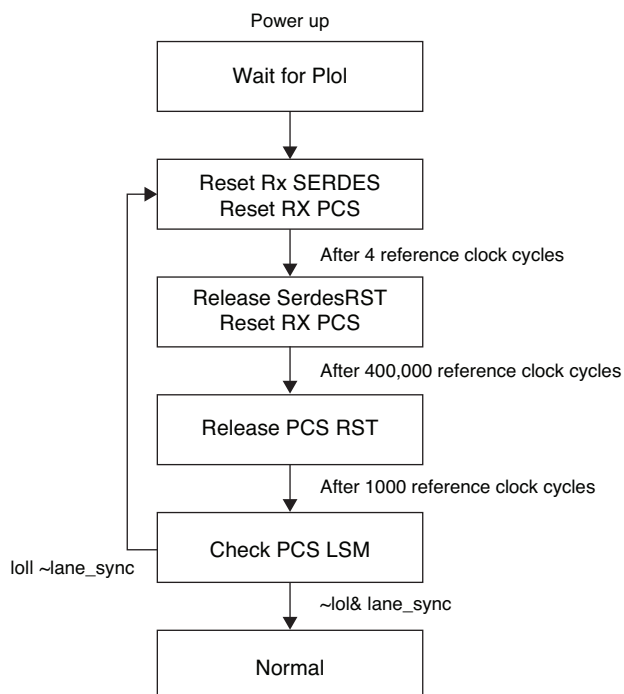 Power up
Wait for Plol
Reset Rx SERDES
Reset RX PCS
After 4 reference clock cycles
Release SerdesRST
Reset RX PCS
After 400,000 reference clock cycles
Release PCS RST
After 1000 reference clock cycles
Check PCS LSM
loll ~lane_sync
~lol& lane_sync
Normal